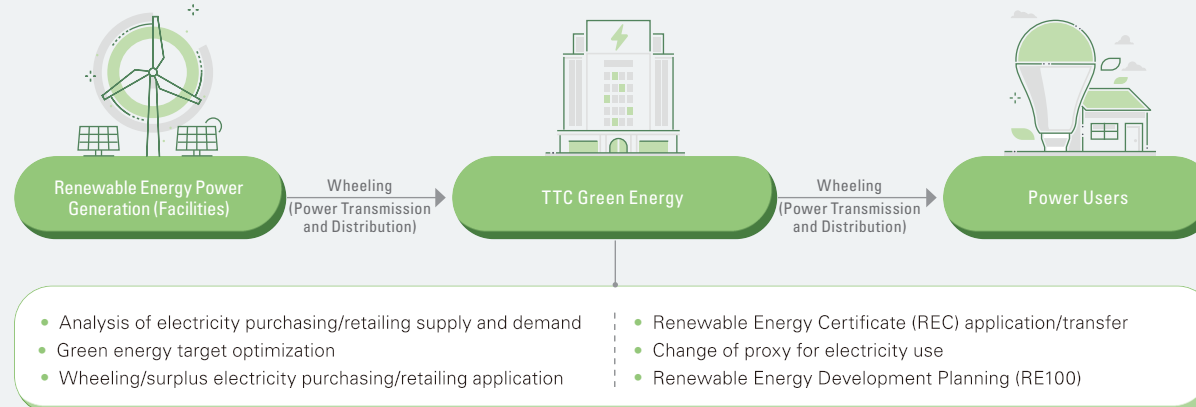 Renewable Energy Power
Generation (Facilities)
Wheeling
(Power Transmission
and Distribution)
TTC Green Energy
Wheeling
(Power Transmission
and Distribution)
Power Users
• Analysis of electricity purchasing/retailing supply and demand
• Green energy target optimization
• Wheeling/surplus electricity purchasing/retailing application
• Renewable Energy Certificate (REC) application/transfer
• Change of proxy for electricity use
• Renewable Energy Development Planning (RE100)